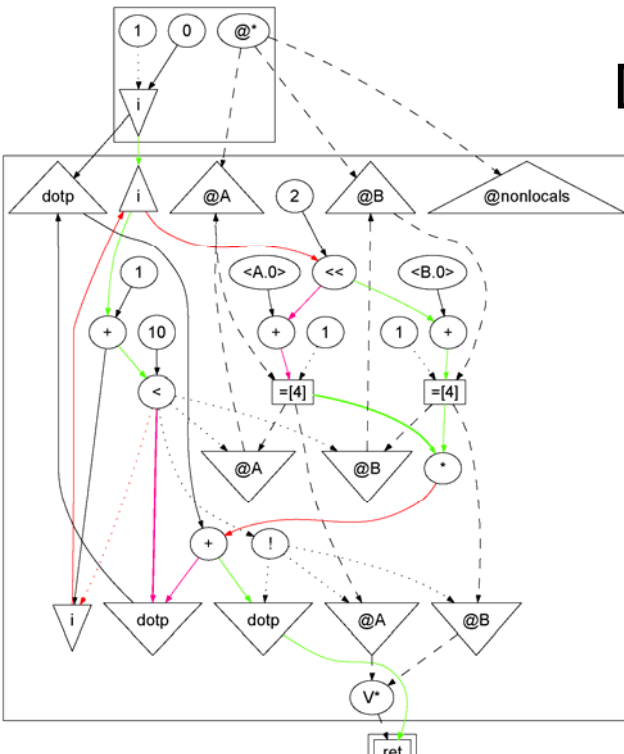 1 0 @*
i
dotp i @A 2 @B @nonlocals
1 <A.0> << <B.0>
+ 10 + 1 1 +
< =[4] =[4]
@A @B *
+ !
i dotp dotp @A @B
V*
ret